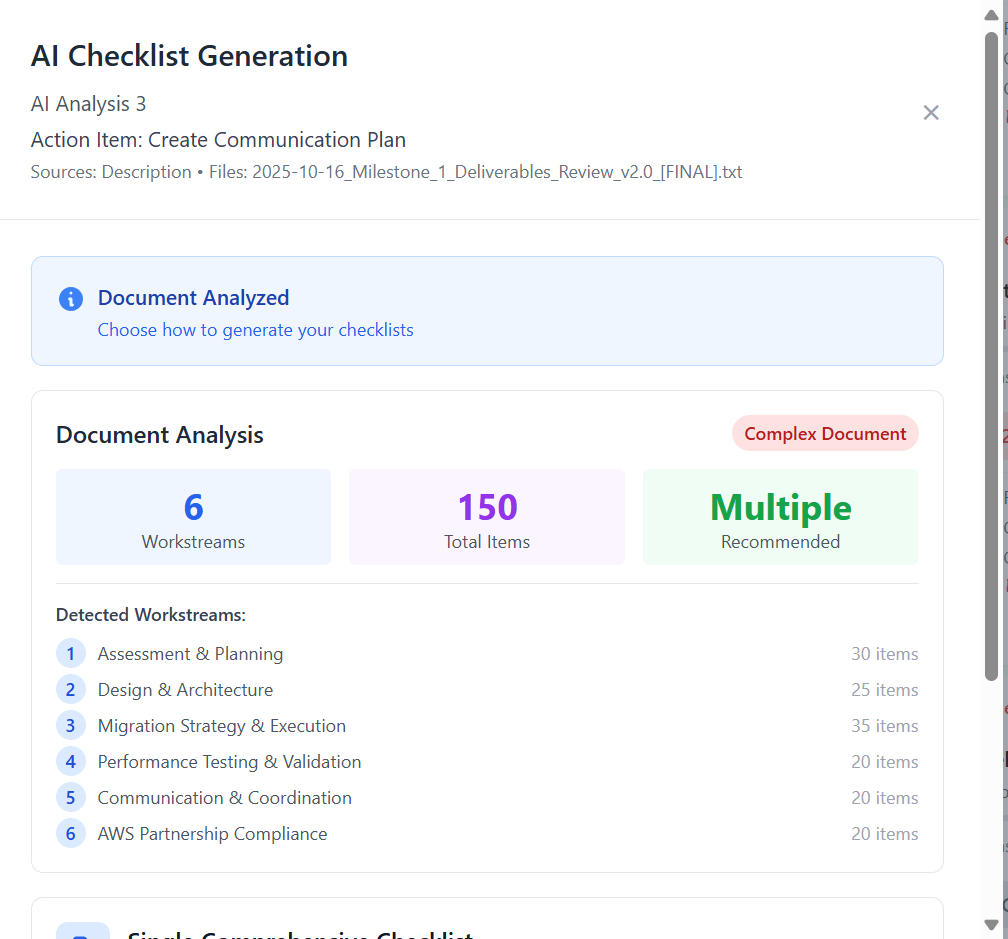 AI Checklist Generation
AI Analysis 3
Action Item: Create Communication Plan
Sources: Description • Files: 2025-10-16_Milestone_1_Deliverables_Review_v2.0_[FINAL].txt
Document Analyzed
Choose how to generate your checklists
Document Analysis
Complex Document
6
Workstreams
150
Total Items
Multiple
Recommended
Detected Workstreams:
1 Assessment & Planning 30 items
2 Design & Architecture 25 items
3 Migration Strategy & Execution 35 items
4 Performance Testing & Validation 20 items
5 Communication & Coordination 20 items
6 AWS Partnership Compliance 20 items
Single Comprehensive Checklist